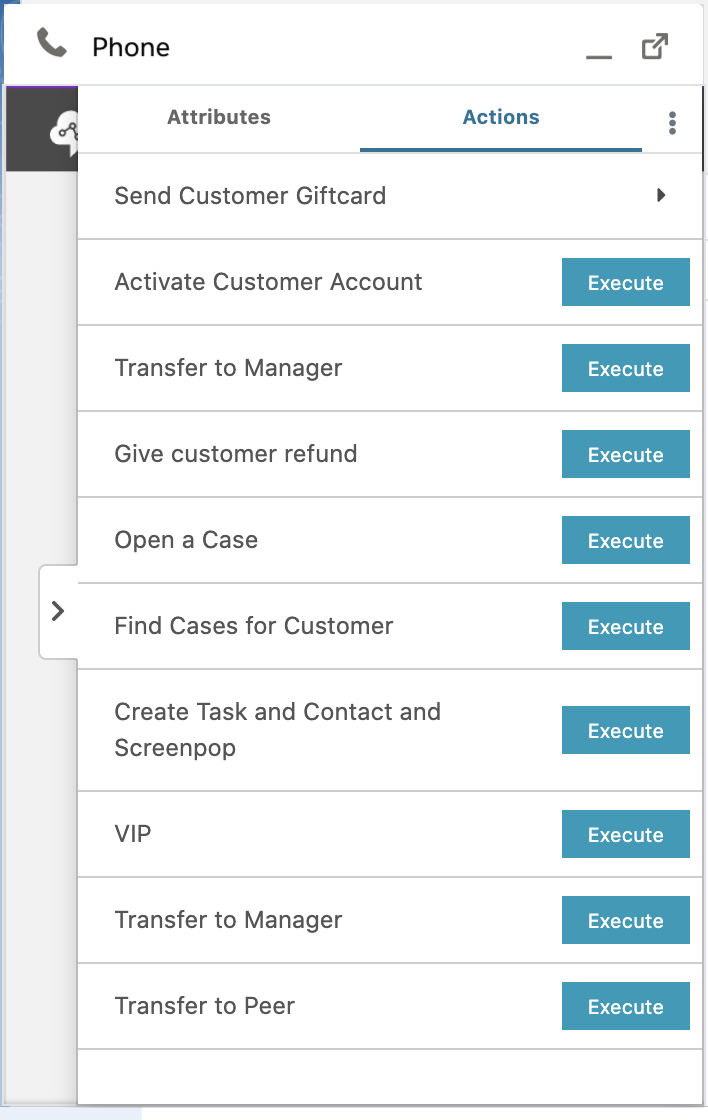 Phone
Attributes
Actions
Send Customer Giftcard
Activate Customer Account
Execute
Transfer to Manager
Execute
Give customer refund
Execute
Open a Case
Execute
Find Cases for Customer
Execute
Create Task and Contact and
Screenpop
Execute
VIP
Execute
Transfer to Manager
Execute
Transfer to Peer
Execute